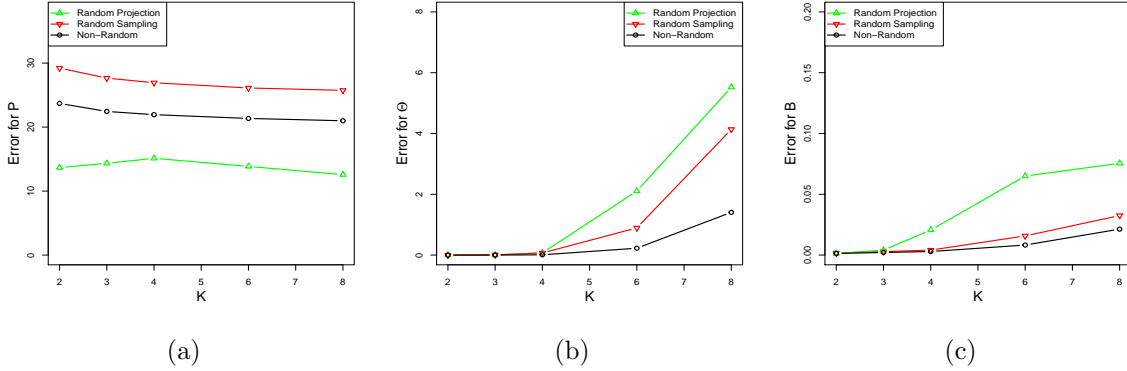 Random Projection
Random Sampling
Non−Random
Error for P
0
10
20
30
2 3 4 5 6 7 8
K
(a)
Random Projection
Random Sampling
Non−Random
Error for Θ
0
2
4
6
8
2 3 4 5 6 7 8
K
(b)
Random Projection
Random Sampling
Non−Random
Error for B
0.00
0.05
0.10
0.15
0.20
2 3 4 5 6 7 8
K
(c)